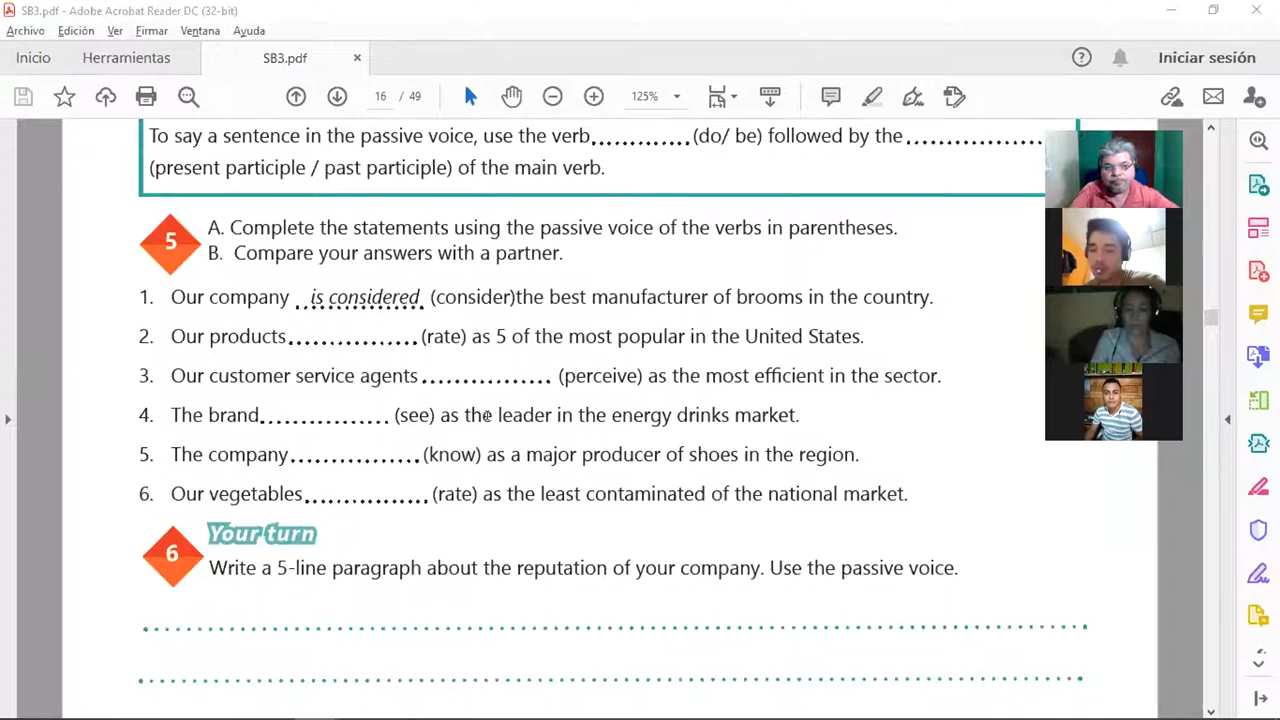 SB3.pdf - Adobe Acrobat Reader DC (32-bit)
Archivo Edición Ver Firmar Ventana Ayuda
Inicio Herramientas SB3.pdf × Iniciar sesión
16 / 49 125%
To say a sentence in the passive voice, use the verb............(do/ be) followed by the..................
(present participle / past participle) of the main verb.
5 A. Complete the statements using the passive voice of the verbs in parentheses.
B. Compare your answers with a partner.
1. Our company ..is considered. (consider)the best manufacturer of brooms in the country.
2. Our products................(rate) as 5 of the most popular in the United States.
3. Our customer service agents................ (perceive) as the most efficient in the sector.
4. The brand................ (see) as the leader in the energy drinks market.
5. The company................(know) as a major producer of shoes in the region.
6. Our vegetables................ (rate) as the least contaminated of the national market.
Your turn
6 Write a 5-line paragraph about the reputation of your company. Use the passive voice.